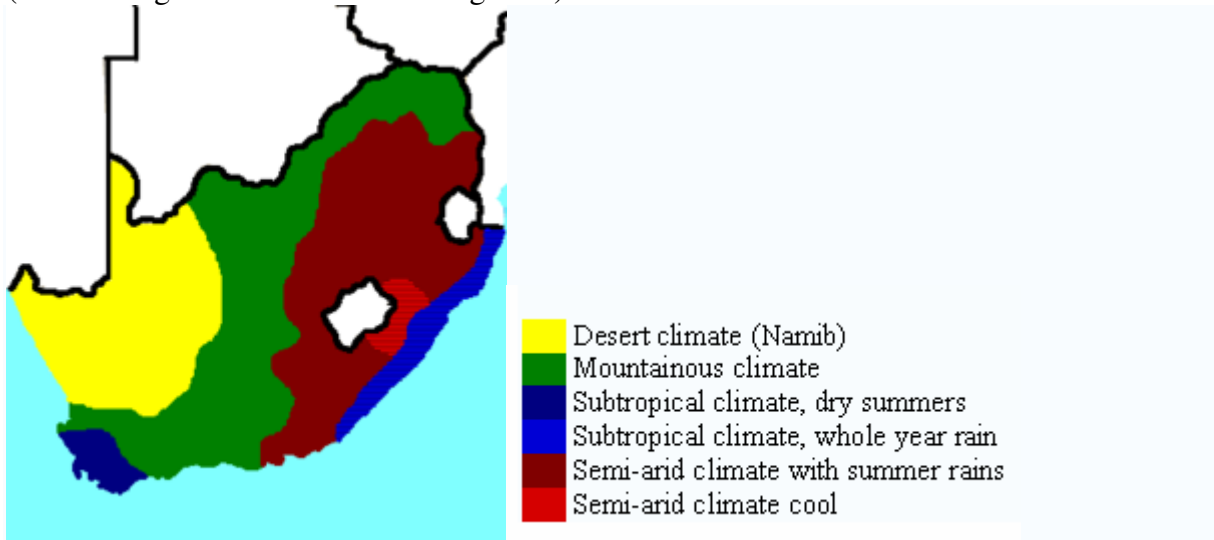 Desert climate (Namib)
Mountainous climate
Subtropical climate, dry summers
Subtropical climate, whole year rain
Semi-arid climate with summer rains
Semi-arid climate cool